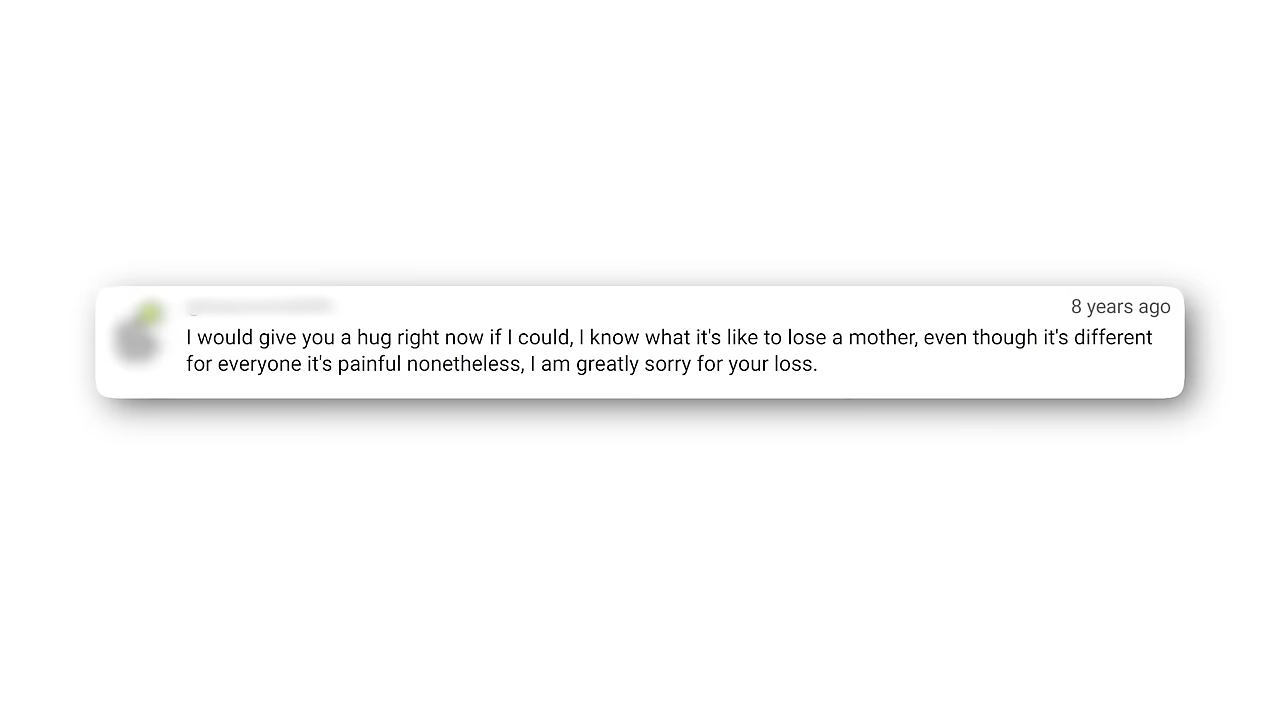 8 years ago
I would give you a hug right now if I could, I know what it's like to lose a mother, even though it's different
for everyone it's painful nonetheless, I am greatly sorry for your loss.